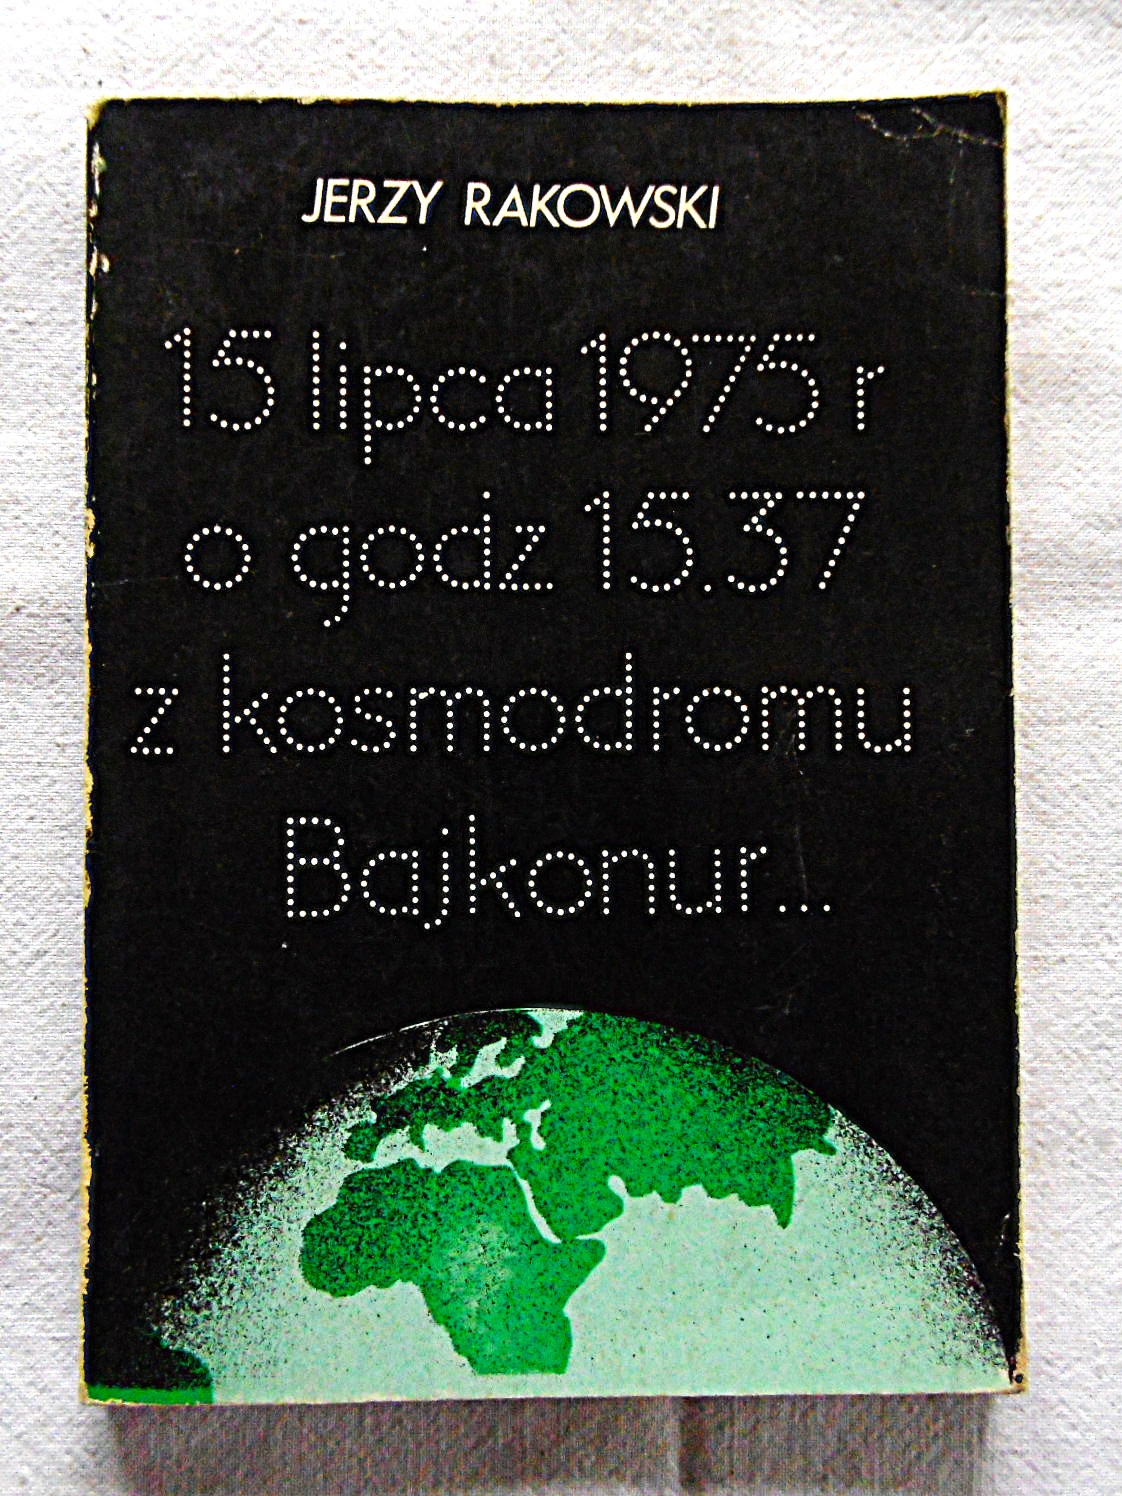 JERZY RAKOWSKI
15 lipca 1975 r
o godz 15.37
z kosmodromu
Bajkonur...